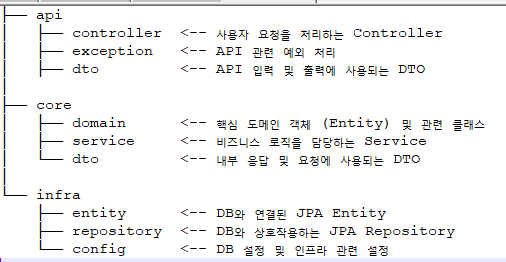 ├── api
│   ├── controller  <-- 사용자 요청을 처리하는 Controller
│   ├── exception   <-- API 관련 예외 처리
│   ├── dto         <-- API 입력 및 출력에 사용되는 DTO
│
├── core
│   ├── domain      <-- 핵심 도메인 객체 (Entity) 및 관련 클래스
│   ├── service     <-- 비즈니스 로직을 담당하는 Service
│   └── dto         <-- 내부 응답 및 요청에 사용되는 DTO
│
└── infra
    ├── entity      <-- DB와 연결된 JPA Entity
    ├── repository  <-- DB와 상호작용하는 JPA Repository
    └── config      <-- DB 설정 및 인프라 관련 설정